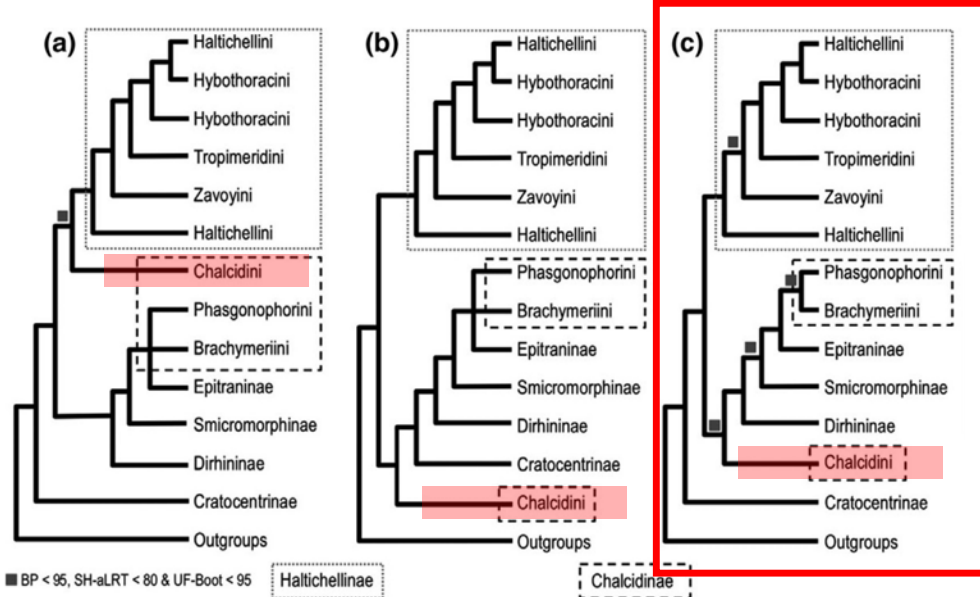 (a)
Haltichellini
Hybothoracini
Hybothoracini
Tropimeridini
Zavoyini
Haltichellini
Chalcidini
Phasgonophorini
Brachymeriini
Epitraninae
Smicromorphinae
Dirhininae
Cratocentrinae
Outgroups
(b)
Haltichellini
Hybothoracini
Hybothoracini
Tropimeridini
Zavoyini
Haltichellini
Phasgonophorini
Brachymeriini
Epitraninae
Smicromorphinae
Dirhininae
Cratocentrinae
Chalcidini
Outgroups
(c)
Haltichellini
Hybothoracini
Hybothoracini
Tropimeridini
Zavoyini
Haltichellini
Phasgonophorini
Brachymeriini
Epitraninae
Smicromorphinae
Dirhininae
Chalcidini
Cratocentrinae
Outgroups
BP < 95, SH-aLRT < 80 & UF-Boot < 95
Haltichellinae
Chalcidinae